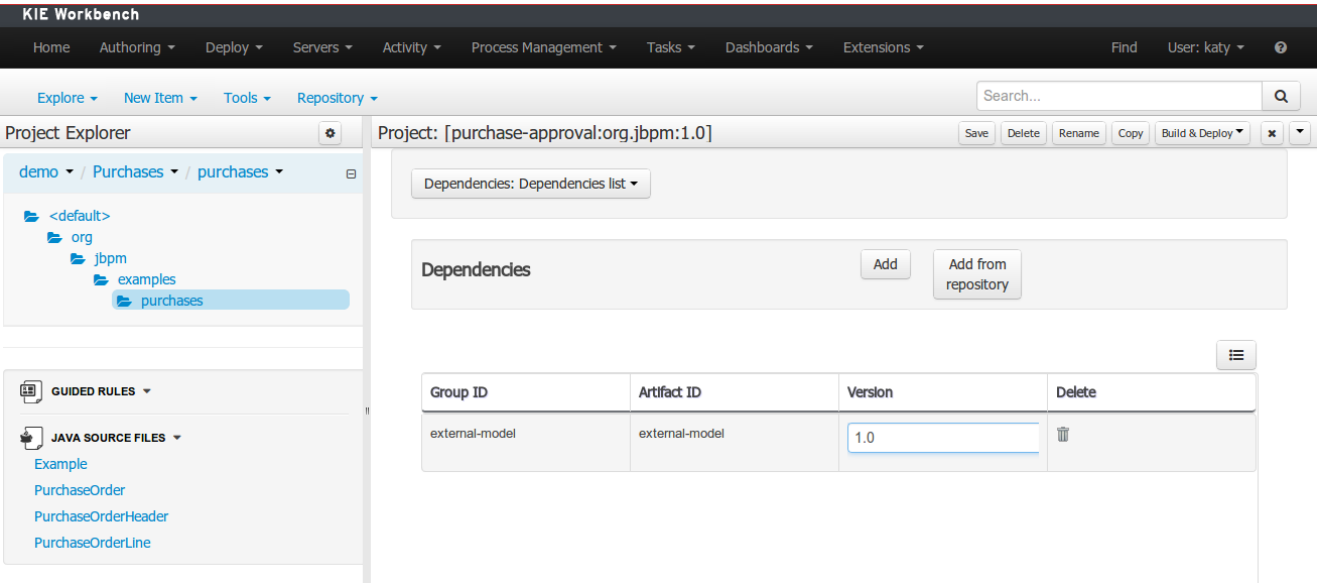 KIE Workbench
Home Authoring Deploy Servers Activity Process Management Tasks Dashboards Extensions Find User: katy ?
Explore New Item Tools Repository Search...
Project Explorer Project: [purchase-approval:org.jbpm:1.0] Save Delete Rename Copy Build & Deploy
demo / Purchases / purchases
Dependencies: Dependencies list
<default>
org
jbpm
examples
purchases
Dependencies Add Add from
repository
GUIDED RULES
Group ID Artifact ID Version Delete
external-model external-model 1.0
JAVA SOURCE FILES
Example
PurchaseOrder
PurchaseOrderHeader
PurchaseOrderLine